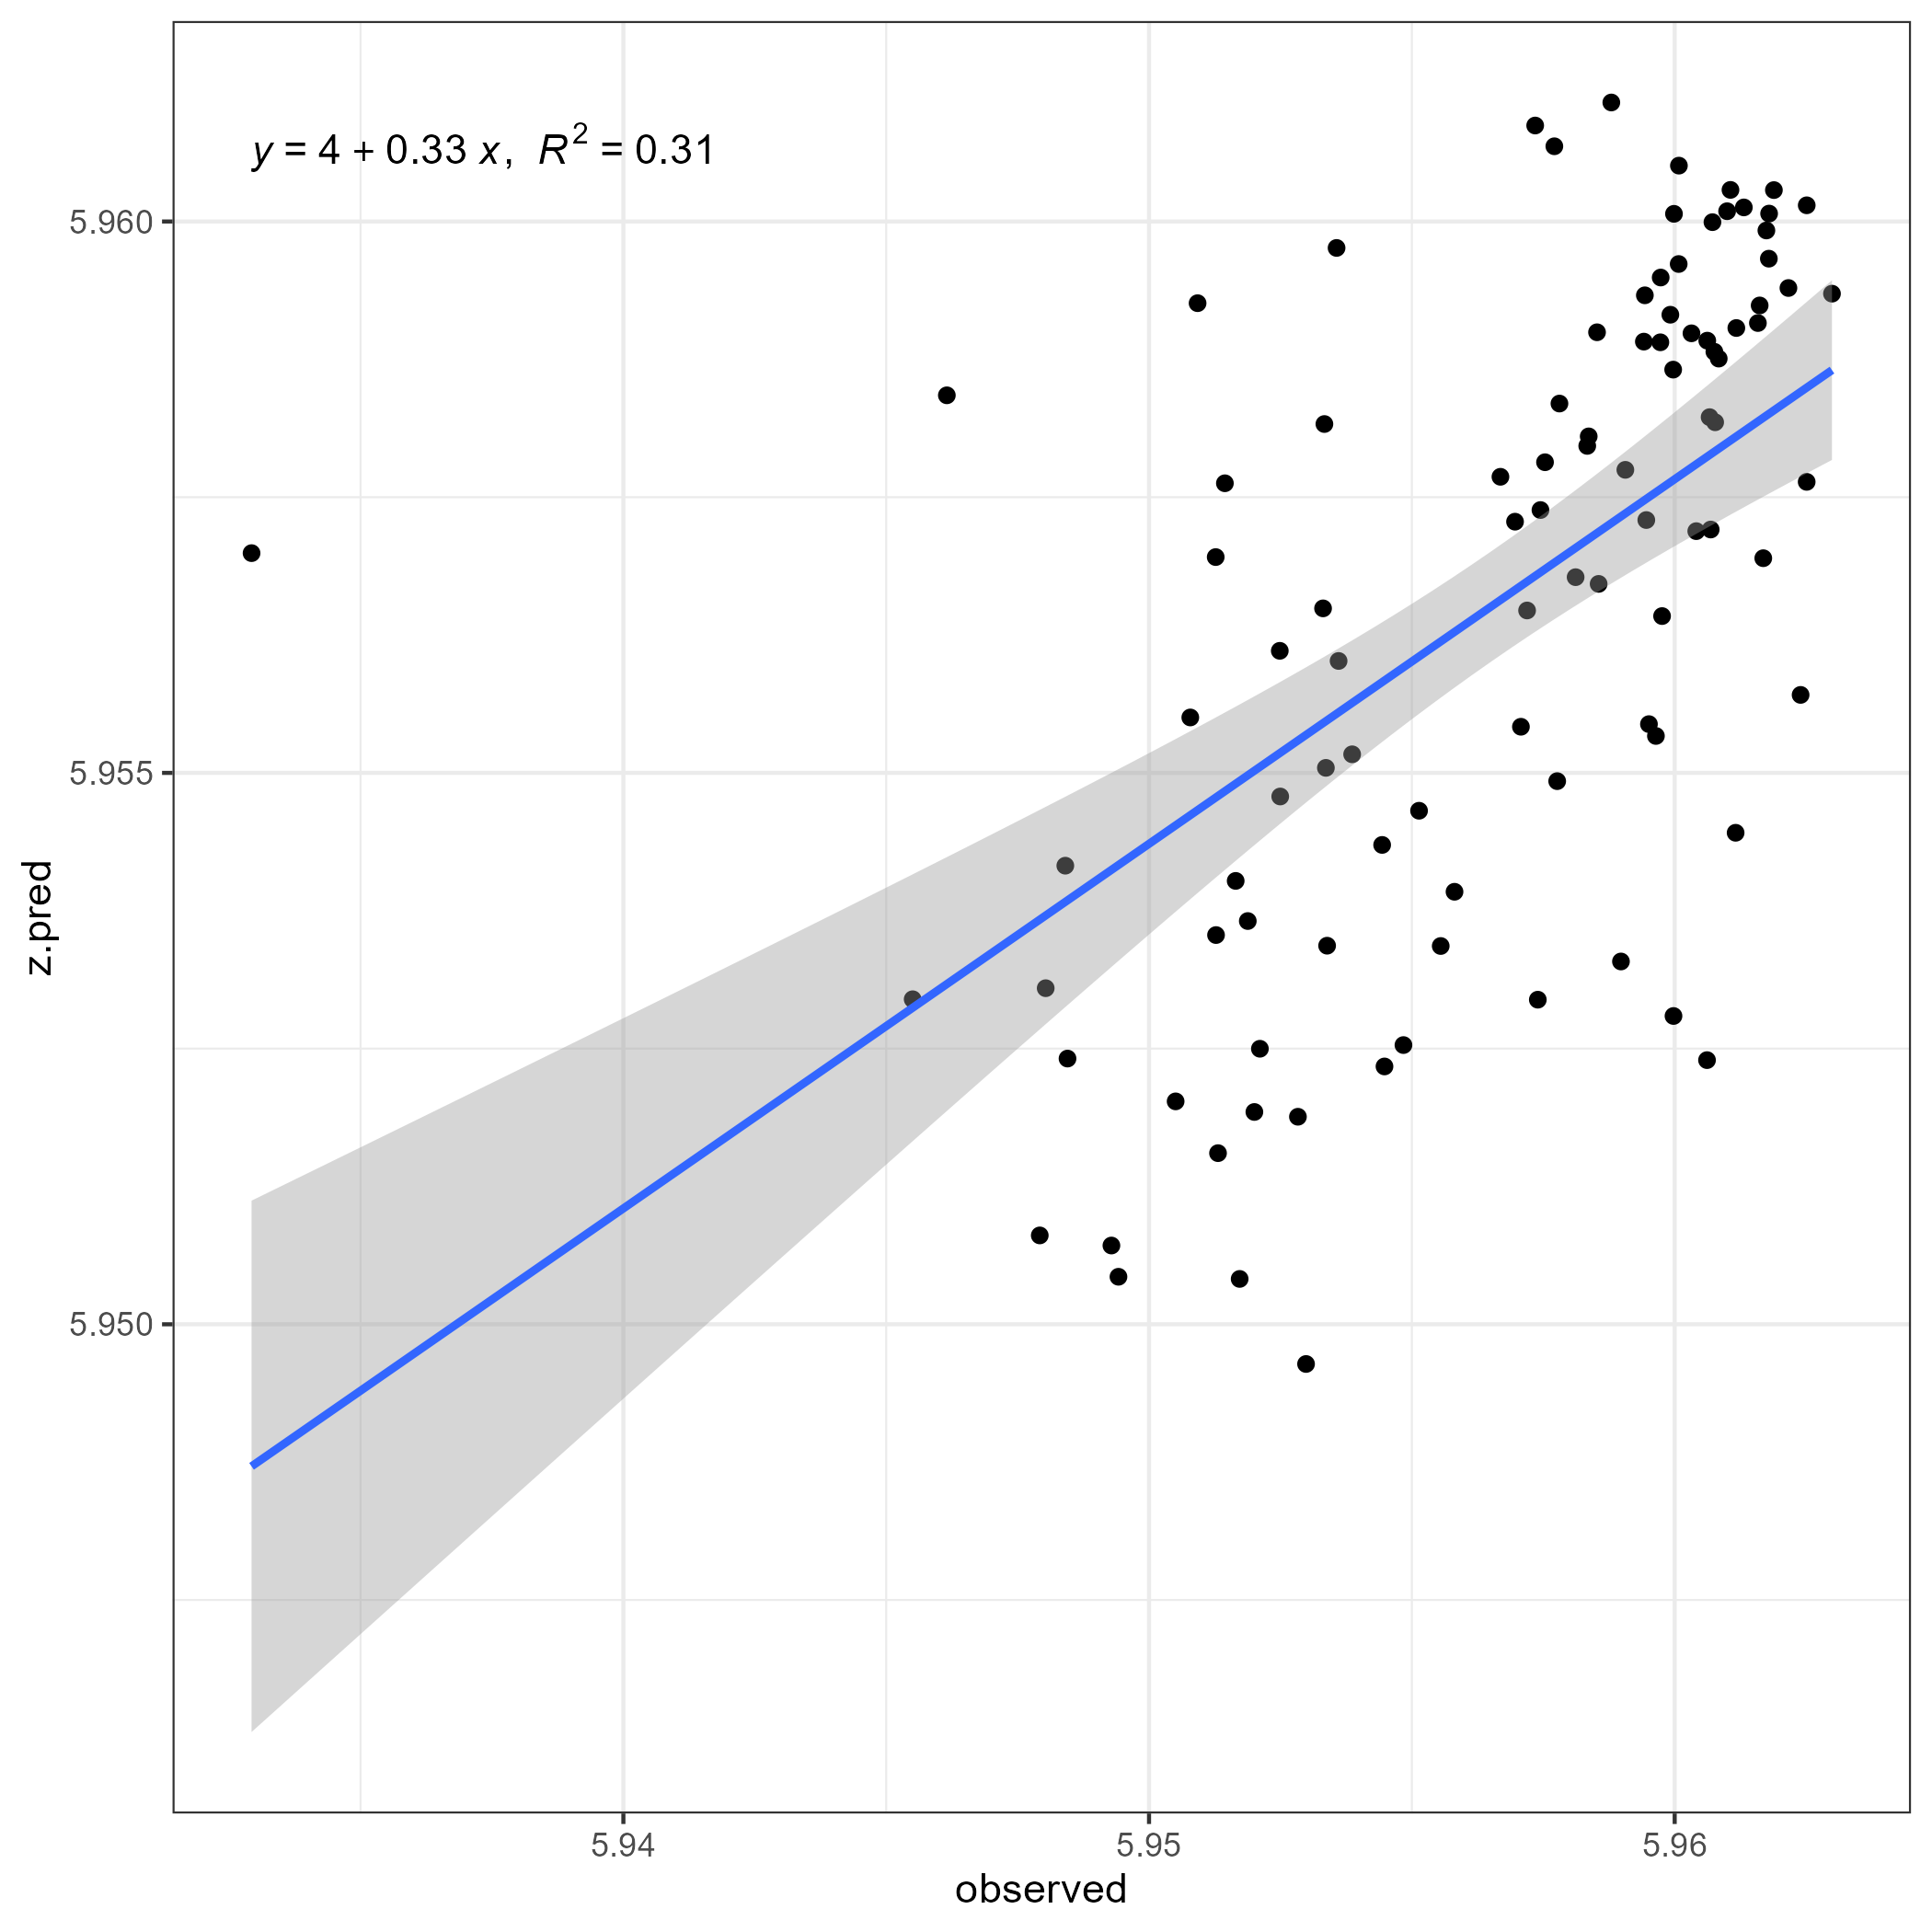 y = 4 + 0.33 x, R² = 0.31
5.960
5.955
5.950
z.pred
5.94 5.95 5.96
observed